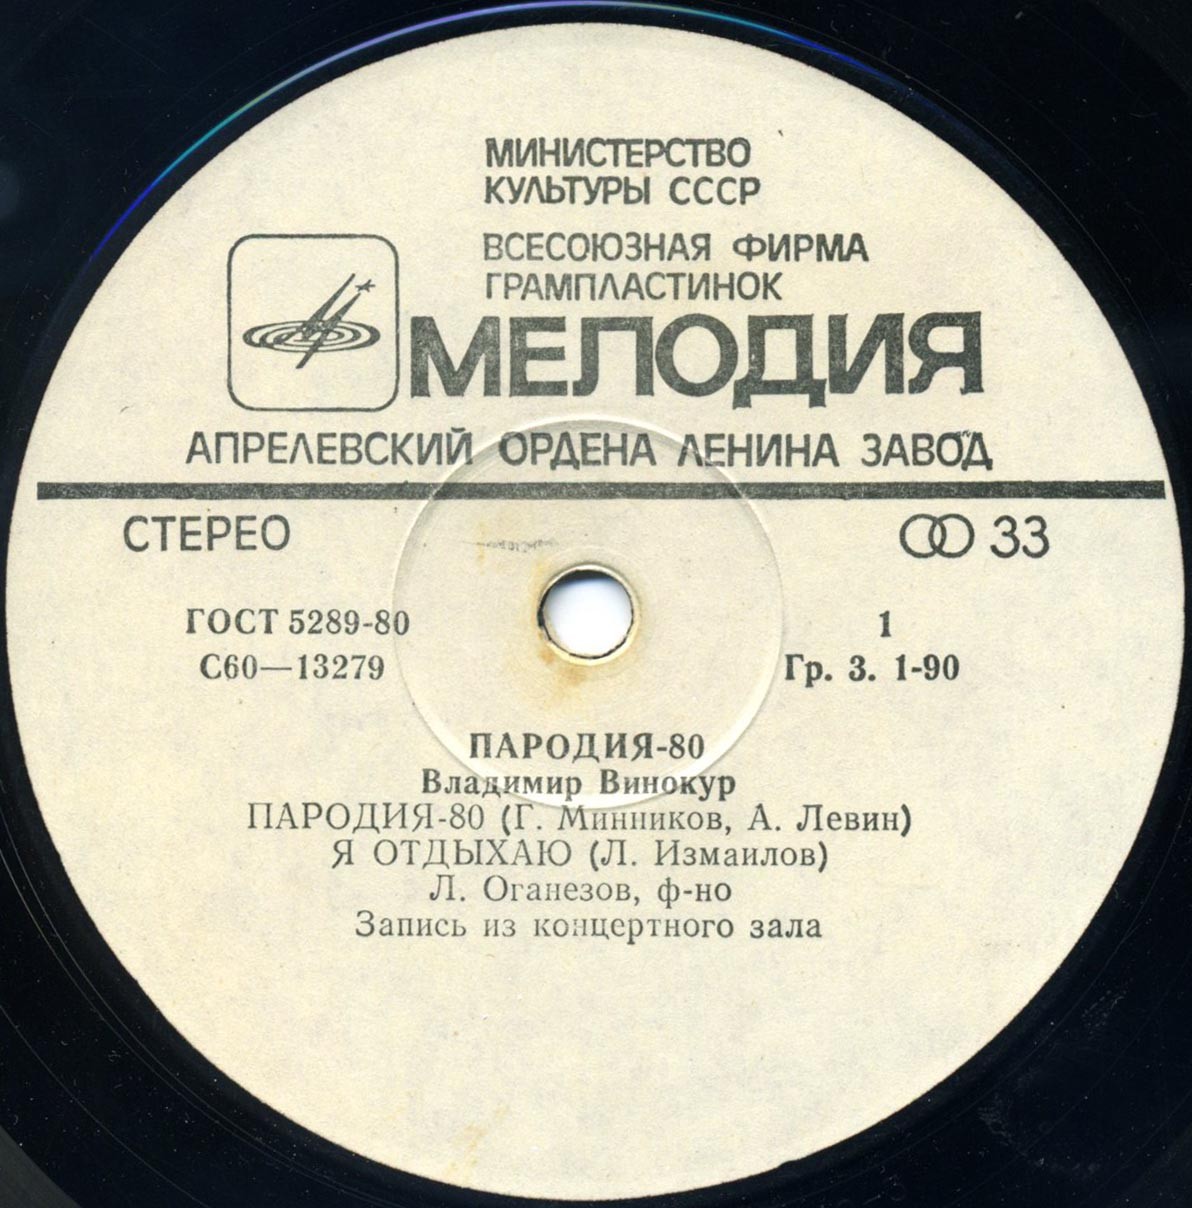 МИНИСТЕРСТВО
КУЛЬТУРЫ СССР
ВСЕСОЮЗНАЯ ФИРМА
ГРАМПЛАСТИНОК
МЕЛОДИЯ
АПРЕЛЕВСКИЙ ОРДЕНА ЛЕНИНА ЗАВОД
СТЕРЕО
33
ГОСТ 5289-80
С60—13279
1
Гр. 3. 1-90
ПАРОДИЯ-80
Владимир Винокур
ПАРОДИЯ-80 (Г. Минников, А. Левин)
Я ОТДЫХАЮ (Л. Измаилов)
Л. Оганезов, ф-но
Запись из концертного зала